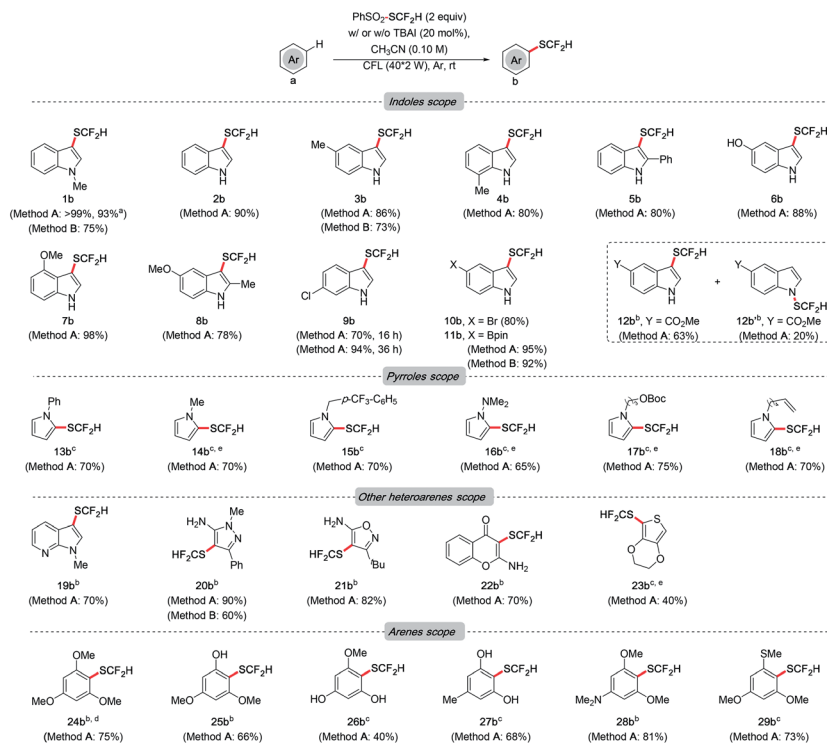 PhSO2-SCF2H (2 equiv)
w/ or w/o TBAI (20 mol%),
CH3CN (0.10 M)
CFL (40*2 W), Ar, rt
Ar
H
a
Ar
SCF2H
b
Indoles scope
SCF2H
N
Me
1b
(Method A: >99%, 93%a)
(Method B: 75%)
SCF2H
N
H
2b
(Method A: 90%)
Me
SCF2H
N
H
3b
(Method A: 86%)
(Method B: 73%)
SCF2H
N
H
Me
4b
(Method A: 80%)
SCF2H
Ph
N
H
5b
(Method A: 80%)
HO
SCF2H
N
H
6b
(Method A: 88%)
OMe
SCF2H
N
H
7b
(Method A: 98%)
MeO
SCF2H
Me
N
H
8b
(Method A: 78%)
SCF2H
Cl
N
H
9b
(Method A: 70%, 16 h)
(Method A: 94%, 36 h)
X
SCF2H
N
H
10b, X = Br (80%)
11b, X = Bpin
(Method A: 95%)
(Method B: 92%)
Y
SCF2H
N
H
12bb, Y = CO2Me
(Method A: 63%)
+
Y
N
SCF2H
12b'b, Y = CO2Me
(Method A: 20%)
Pyrroles scope
Ph
N
SCF2H
13bc
(Method A: 70%)
Me
N
SCF2H
14bc, e
(Method A: 70%)
p-CF3-C6H5
N
SCF2H
15bc
(Method A: 70%)
NMe2
N
SCF2H
16bc, e
(Method A: 65%)
OBoc
N
SCF2H
17bc, e
(Method A: 75%)
N
SCF2H
18bc, e
(Method A: 70%)
Other heteroarenes scope
SCF2H
N
N
Me
19bb
(Method A: 70%)
Me
H2N
N
N
HF2CS
Ph
20bb
(Method A: 90%)
(Method B: 60%)
H2N
O
N
HF2CS
tBu
21bb
(Method A: 82%)
O
SCF2H
O
NH2
22bb
(Method A: 70%)
HF2CS
S
O
O
23bc, e
(Method A: 40%)
Arenes scope
OMe
SCF2H
MeO
OMe
24bb, d
(Method A: 75%)
OH
SCF2H
MeO
OMe
25bb
(Method A: 66%)
OMe
SCF2H
HO
OH
26bc
(Method A: 40%)
OH
SCF2H
Me
OH
27bc
(Method A: 68%)
OMe
SCF2H
Me2N
OMe
28bb
(Method A: 81%)
SMe
SCF2H
MeO
OMe
29bc
(Method A: 73%)